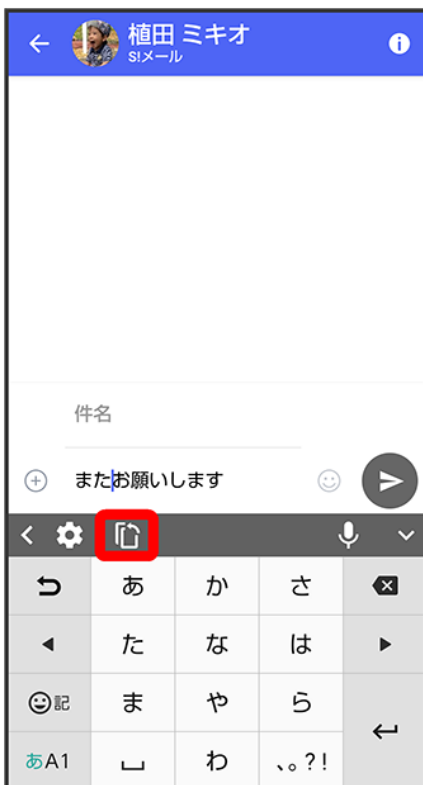 植田 ミキオ
S!メール
件名
またお願いします
あ か さ
た な は
☺記 ま や ら
あA1 わ 、。?!